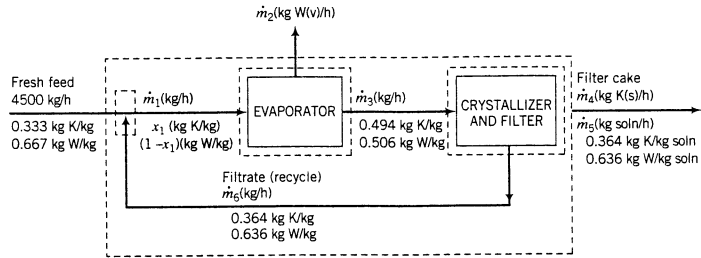 ṁ₂(kg W(v)/h)
Fresh feed
4500 kg/h
0.333 kg K/kg
0.667 kg W/kg
ṁ₁(kg/h)
x₁ (kg K/kg)
(1 –x₁)(kg W/kg)
EVAPORATOR
ṁ₃(kg/h)
0.494 kg K/kg
0.506 kg W/kg
CRYSTALLIZER
AND FILTER
Filter cake
ṁ₄(kg K(s)/h)
ṁ₅(kg soln/h)
0.364 kg K/kg soln
0.636 kg W/kg soln
Filtrate (recycle)
ṁ₆(kg/h)
0.364 kg K/kg
0.636 kg W/kg